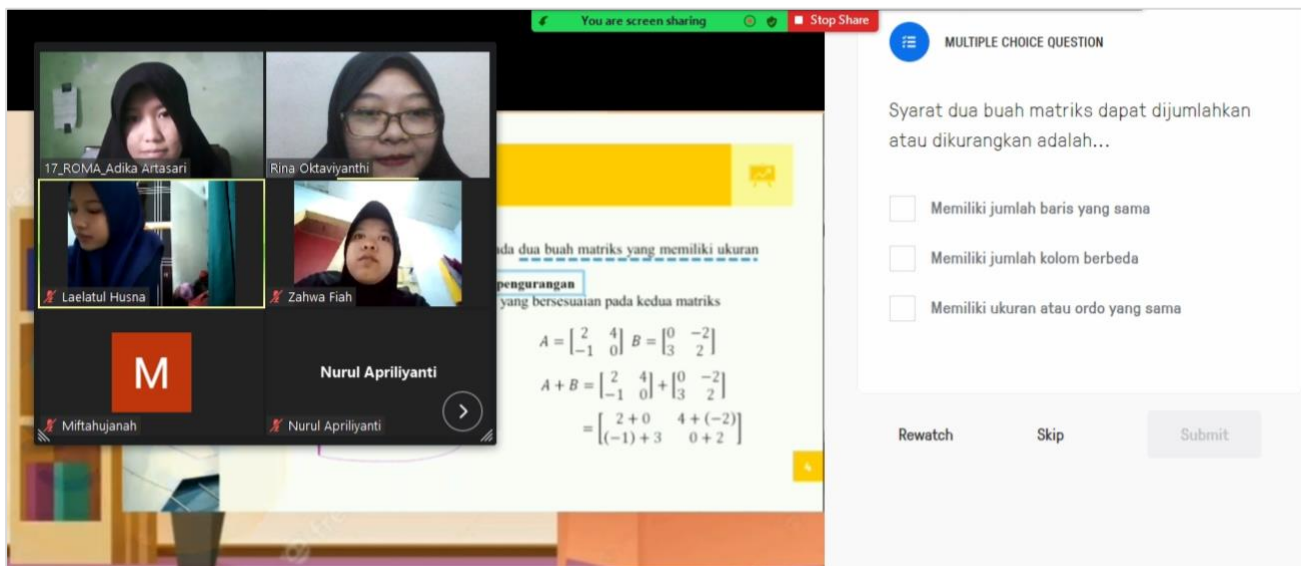 You are screen sharing
Stop Share
17_ROMA_Adika Artasari
Rina Oktaviyanthi
Laelatul Husna
Zahwa Fiah
M
Miftahujanah
Nurul Apriliyanti
Nurul Apriliyanti
da dua buah matriks yang memiliki ukuran
pengurangan
yang bersesuaian pada kedua matriks
A = [2 4 -1 0] B = [0 -2 3 2]
A + B = [2 4 -1 0] + [0 -2 3 2]
= [2 + 0 4 + (-2) (-1) + 3 0 + 2]
4
MULTIPLE CHOICE QUESTION
Syarat dua buah matriks dapat dijumlahkan
atau dikurangkan adalah...
Memiliki jumlah baris yang sama
Memiliki jumlah kolom berbeda
Memiliki ukuran atau ordo yang sama
Rewatch
Skip
Submit